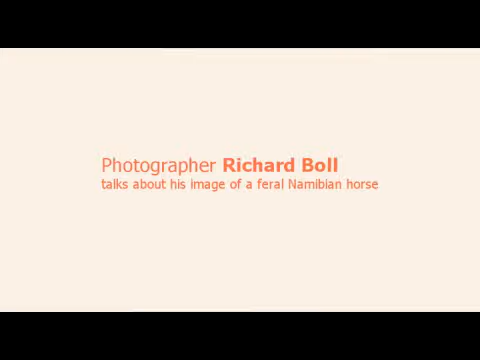 Photographer Richard Boll
talks about his image of a feral Namibian horse